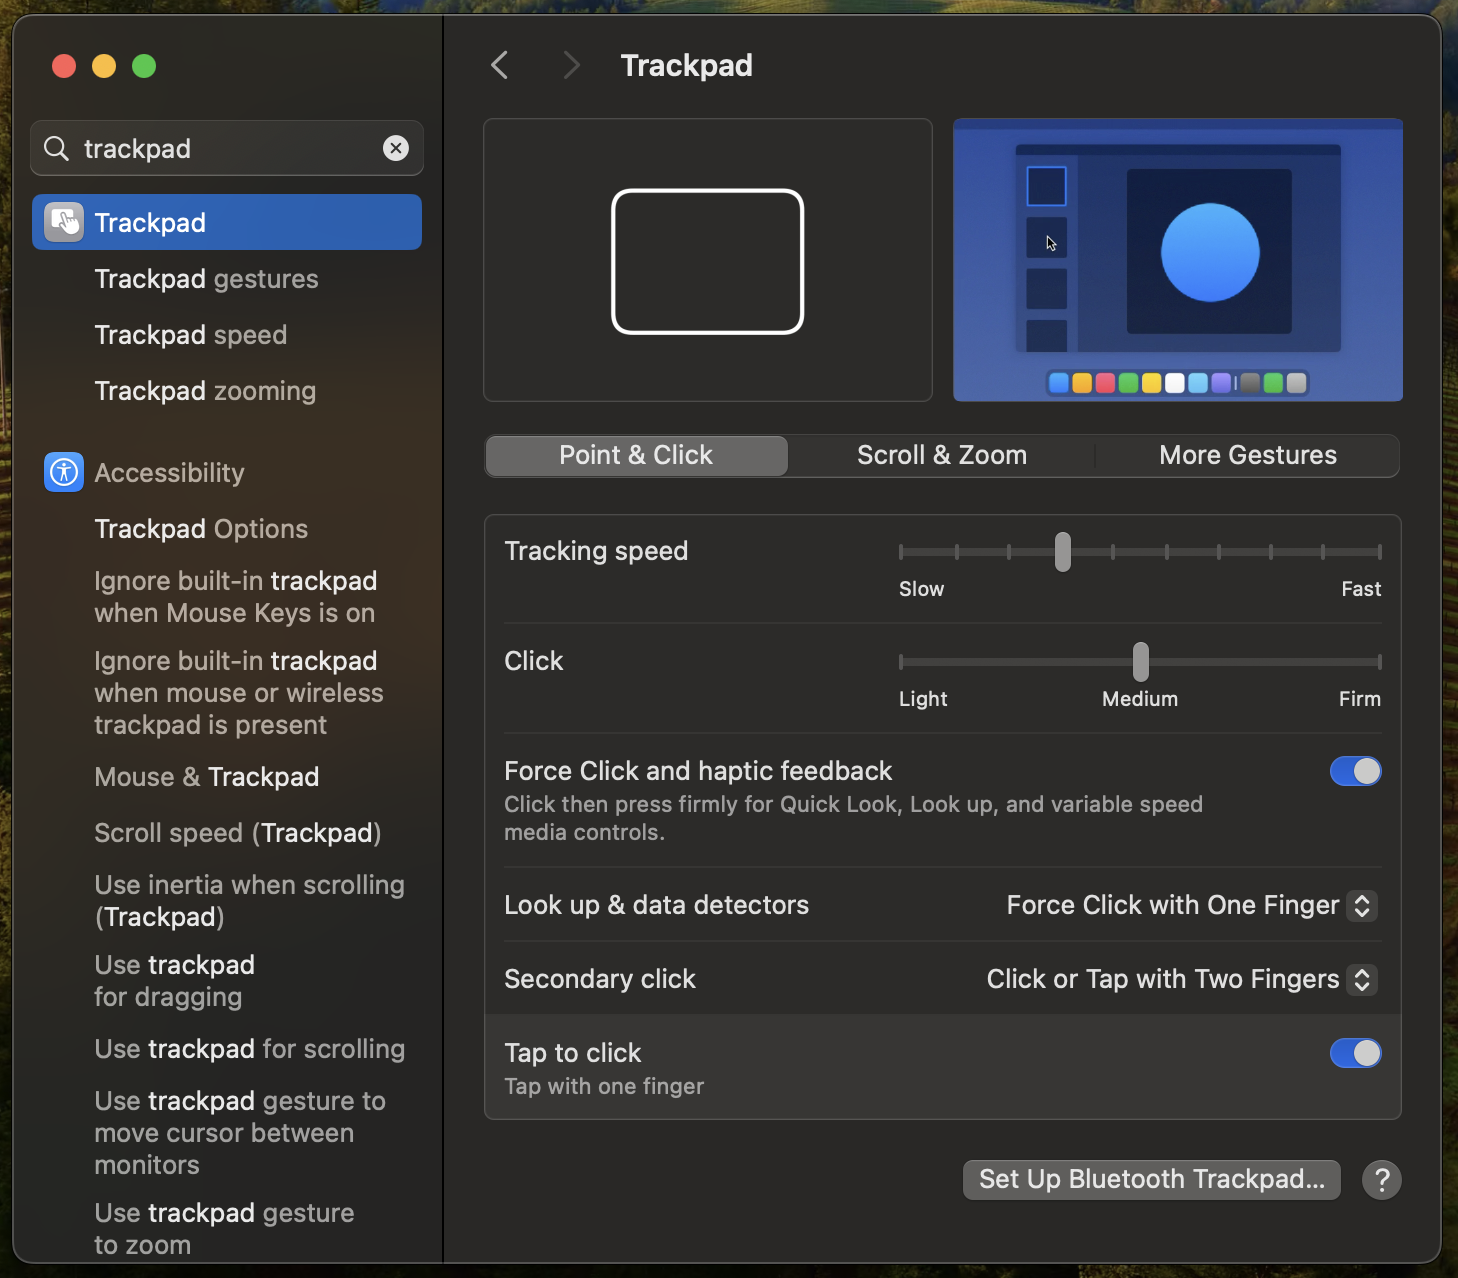 Trackpad
trackpad
Trackpad
Trackpad gestures
Trackpad speed
Trackpad zooming
Accessibility
Trackpad Options
Ignore built-in trackpad
when Mouse Keys is on
Ignore built-in trackpad
when mouse or wireless
trackpad is present
Mouse & Trackpad
Scroll speed (Trackpad)
Use inertia when scrolling
(Trackpad)
Use trackpad
for dragging
Use trackpad for scrolling
Use trackpad gesture to
move cursor between
monitors
Use trackpad gesture
to zoom
Point & Click
Scroll & Zoom
More Gestures
Tracking speed
Slow
Fast
Click
Light
Medium
Firm
Force Click and haptic feedback
Click then press firmly for Quick Look, Look up, and variable speed
media controls.
Look up & data detectors
Force Click with One Finger
Secondary click
Click or Tap with Two Fingers
Tap to click
Tap with one finger
Set Up Bluetooth Trackpad...
?